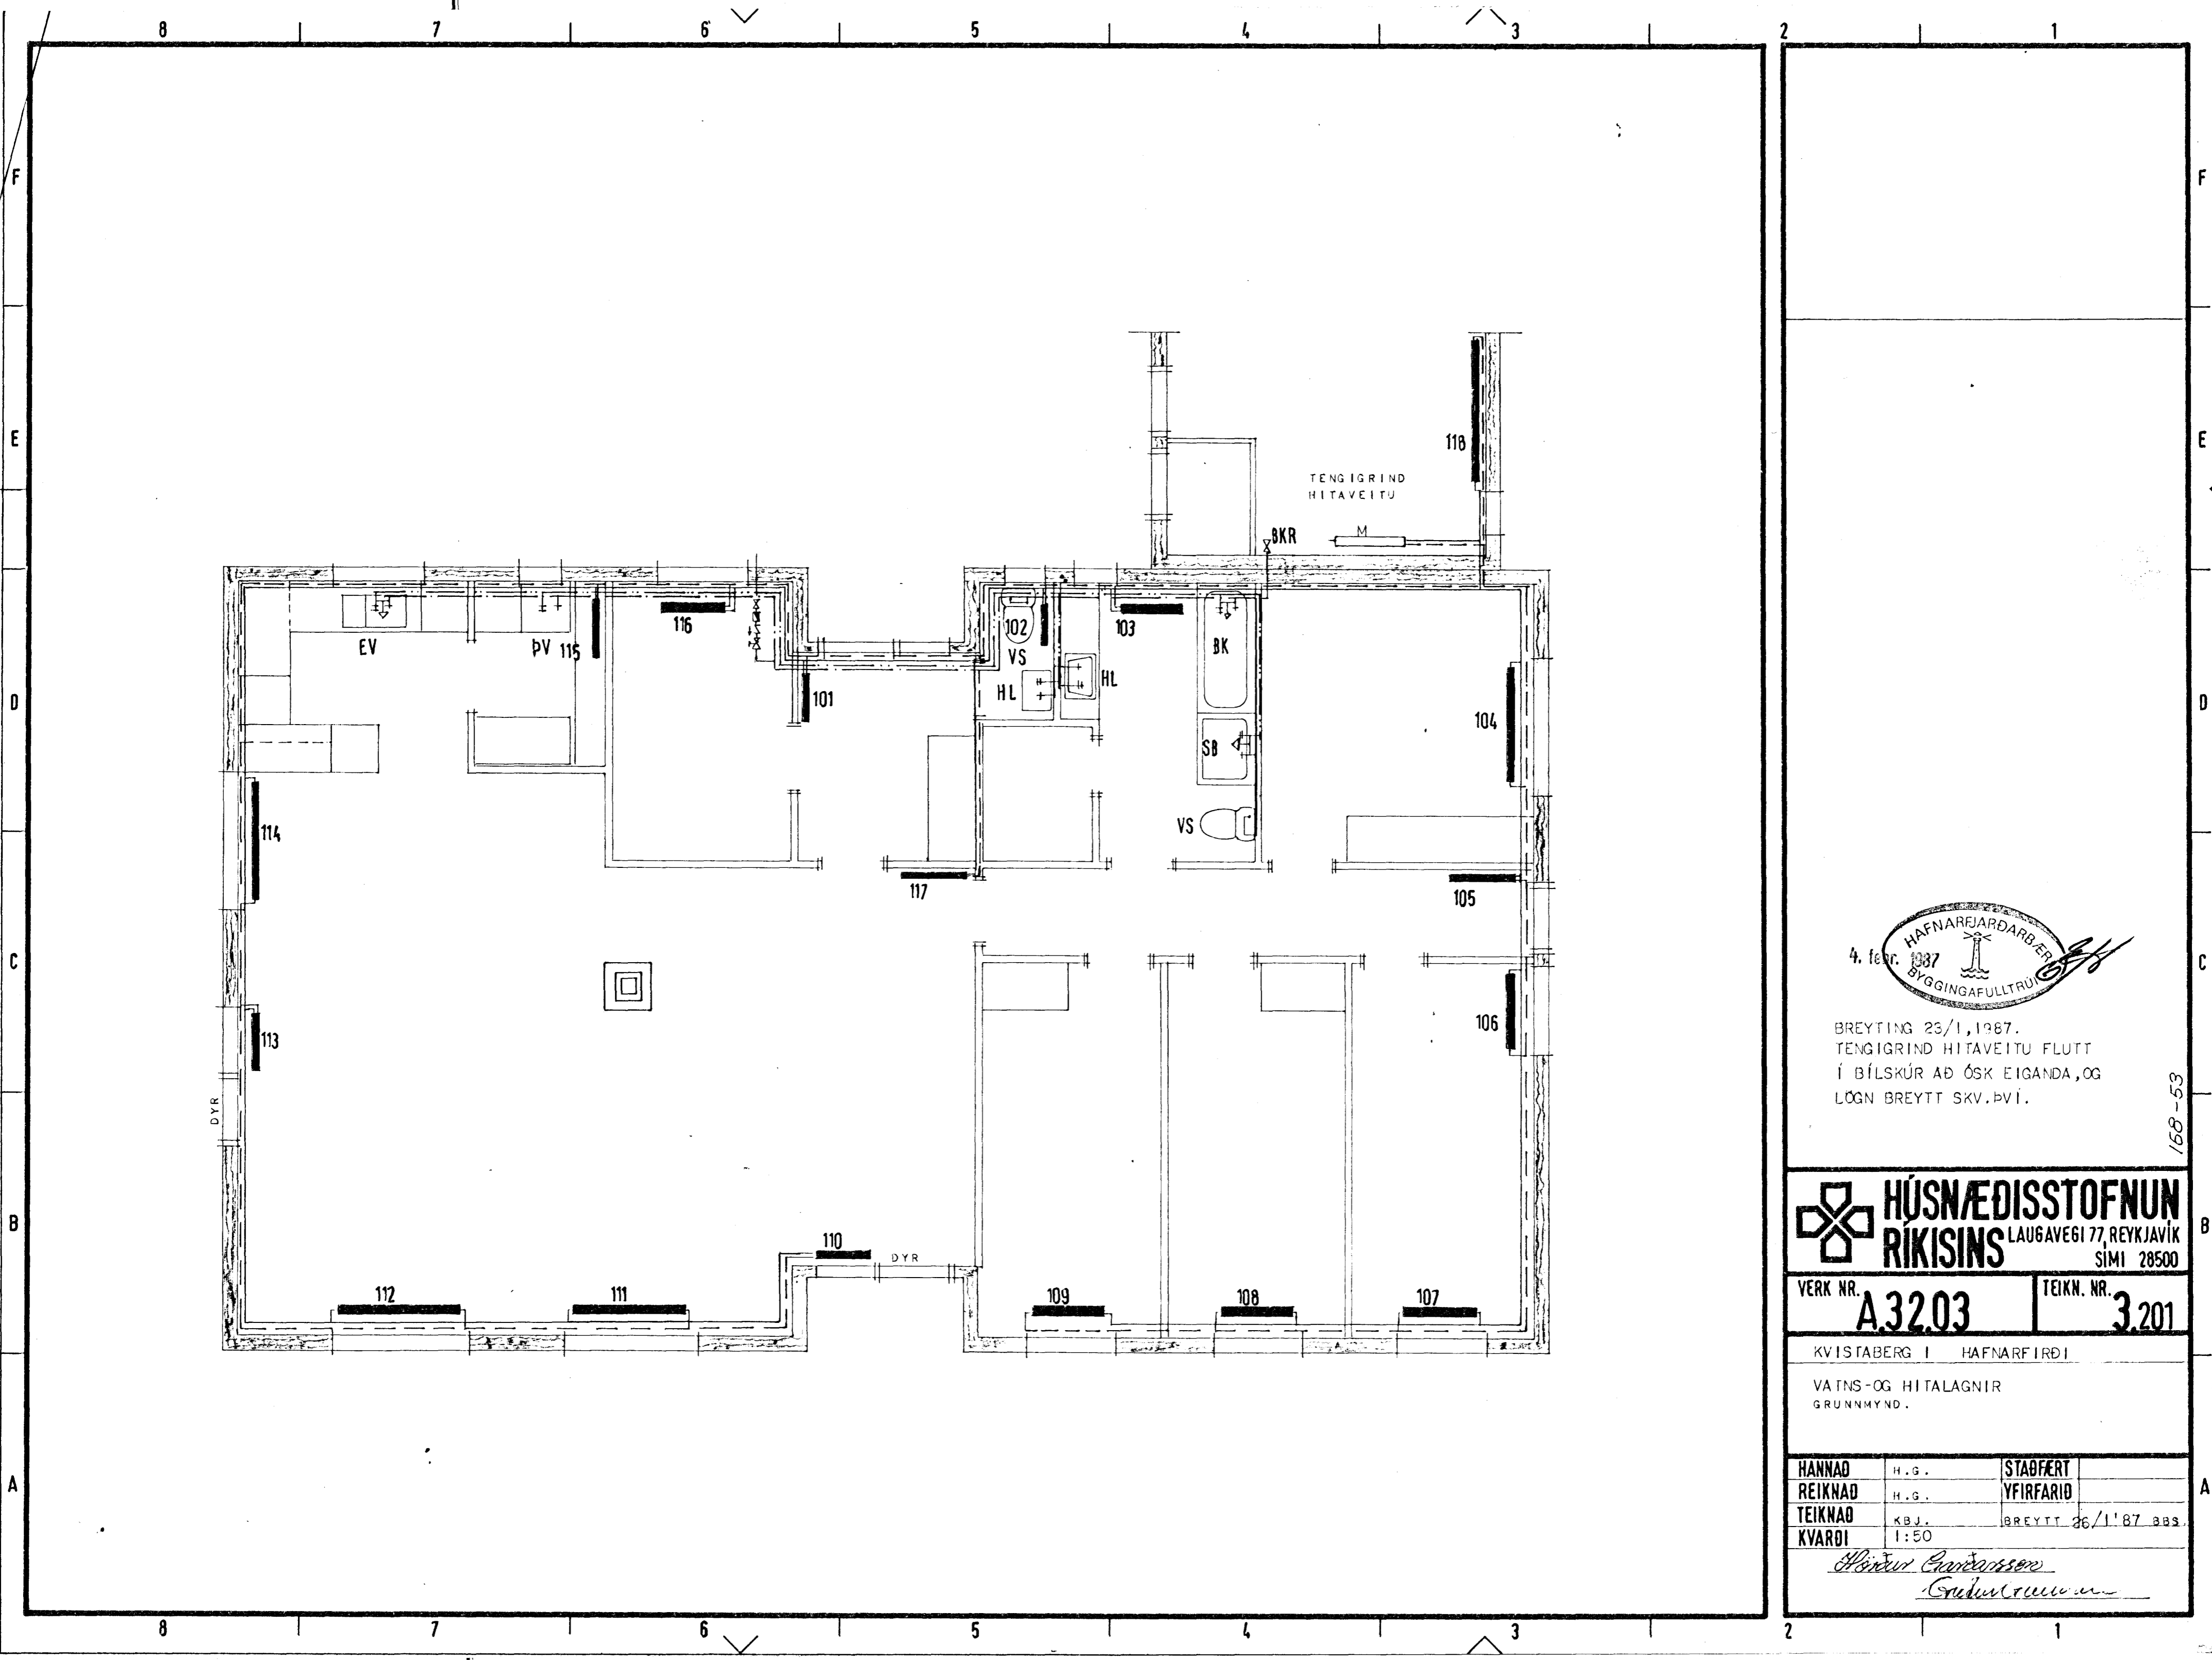 8 7 6 5 4 3 2 1
F F
E E
118
TENGIGRIND
HITAVEITU
M
BKR
EV ÞV 115 116 102 VS 103 BK
HL HL
D D
101 104
SB
114 VS
117 105
C C
4. febr. 1987
HAFNARFJARÐARBÆR
BYGGINGAFULLTRÚI
113 106
BREYTING 23/1,1987.
TENGIGRIND HITAVEITU FLUTT
Í BÍLSKÚR AÐ ÓSK EIGANDA,OG
LÖGN BREYTT SKV.ÞVÍ.
168-53
DYR
B B
110 DYR
112 111 109 108 107
HÚSNÆÐISSTOFNUN
RÍKISINS LAUGAVEGI 77, REYKJAVÍK
SÍMI 28500
VERK NR. A.32.03 TEIKN. NR. 3.201
KVISTABERG 1 HAFNARFIRÐI
VATNS-OG HITALAGNIR
GRUNNMYND.
A A
HANNAÐ H.G. STAÐFÆRT
REIKNAÐ H.G. YFIRFARIÐ
TEIKNAÐ KBJ. BREYTT 26/1'87 BBS.
KVARÐI 1:50
Hörður Garðarsson
8 7 6 5 4 3 2 1